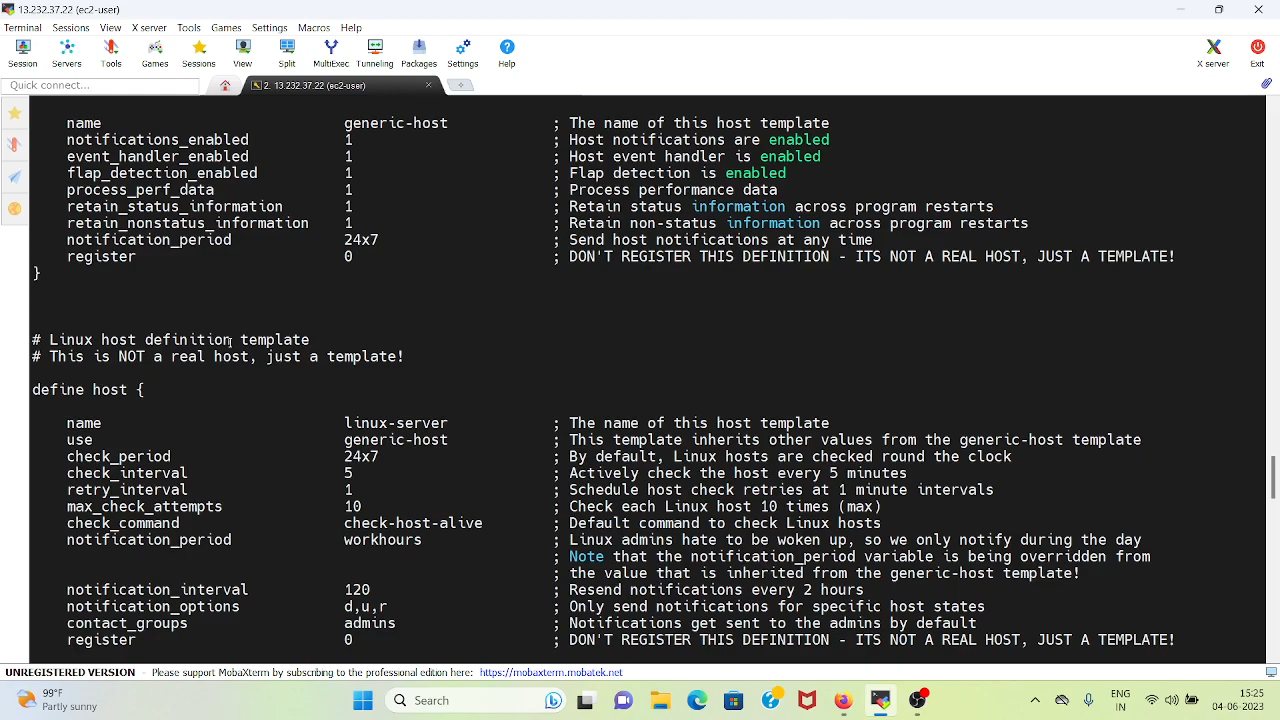 13.232.37.22 (ec2-user)
Terminal Sessions View X server Tools Games Settings Macros Help
Session Servers Tools Games Sessions View Split MultiExec Tunneling Packages Settings Help X server Exit
Quick connect... 2. 13.232.37.22 (ec2-user)
name generic-host ; The name of this host template
notifications_enabled 1 ; Host notifications are enabled
event_handler_enabled 1 ; Host event handler is enabled
flap_detection_enabled 1 ; Flap detection is enabled
process_perf_data 1 ; Process performance data
retain_status_information 1 ; Retain status information across program restarts
retain_nonstatus_information 1 ; Retain non-status information across program restarts
notification_period 24x7 ; Send host notifications at any time
register 0 ; DON'T REGISTER THIS DEFINITION - ITS NOT A REAL HOST, JUST A TEMPLATE!
}
# Linux host definition template
# This is NOT a real host, just a template!
define host {
name linux-server ; The name of this host template
use generic-host ; This template inherits other values from the generic-host template
check_period 24x7 ; By default, Linux hosts are checked round the clock
check_interval 5 ; Actively check the host every 5 minutes
retry_interval 1 ; Schedule host check retries at 1 minute intervals
max_check_attempts 10 ; Check each Linux host 10 times (max)
check_command check-host-alive ; Default command to check Linux hosts
notification_period workhours ; Linux admins hate to be woken up, so we only notify during the day
; Note that the notification_period variable is being overridden from
; the value that is inherited from the generic-host template!
notification_interval 120 ; Resend notifications every 2 hours
notification_options d,u,r ; Only send notifications for specific host states
contact_groups admins ; Notifications get sent to the admins by default
register 0 ; DON'T REGISTER THIS DEFINITION - ITS NOT A REAL HOST, JUST A TEMPLATE!
UNREGISTERED VERSION - Please support MobaXterm by subscribing to the professional edition here: https://mobaxterm.mobatek.net
99°F
Partly sunny
Search
ENG
IN
15:25
04-06-2023